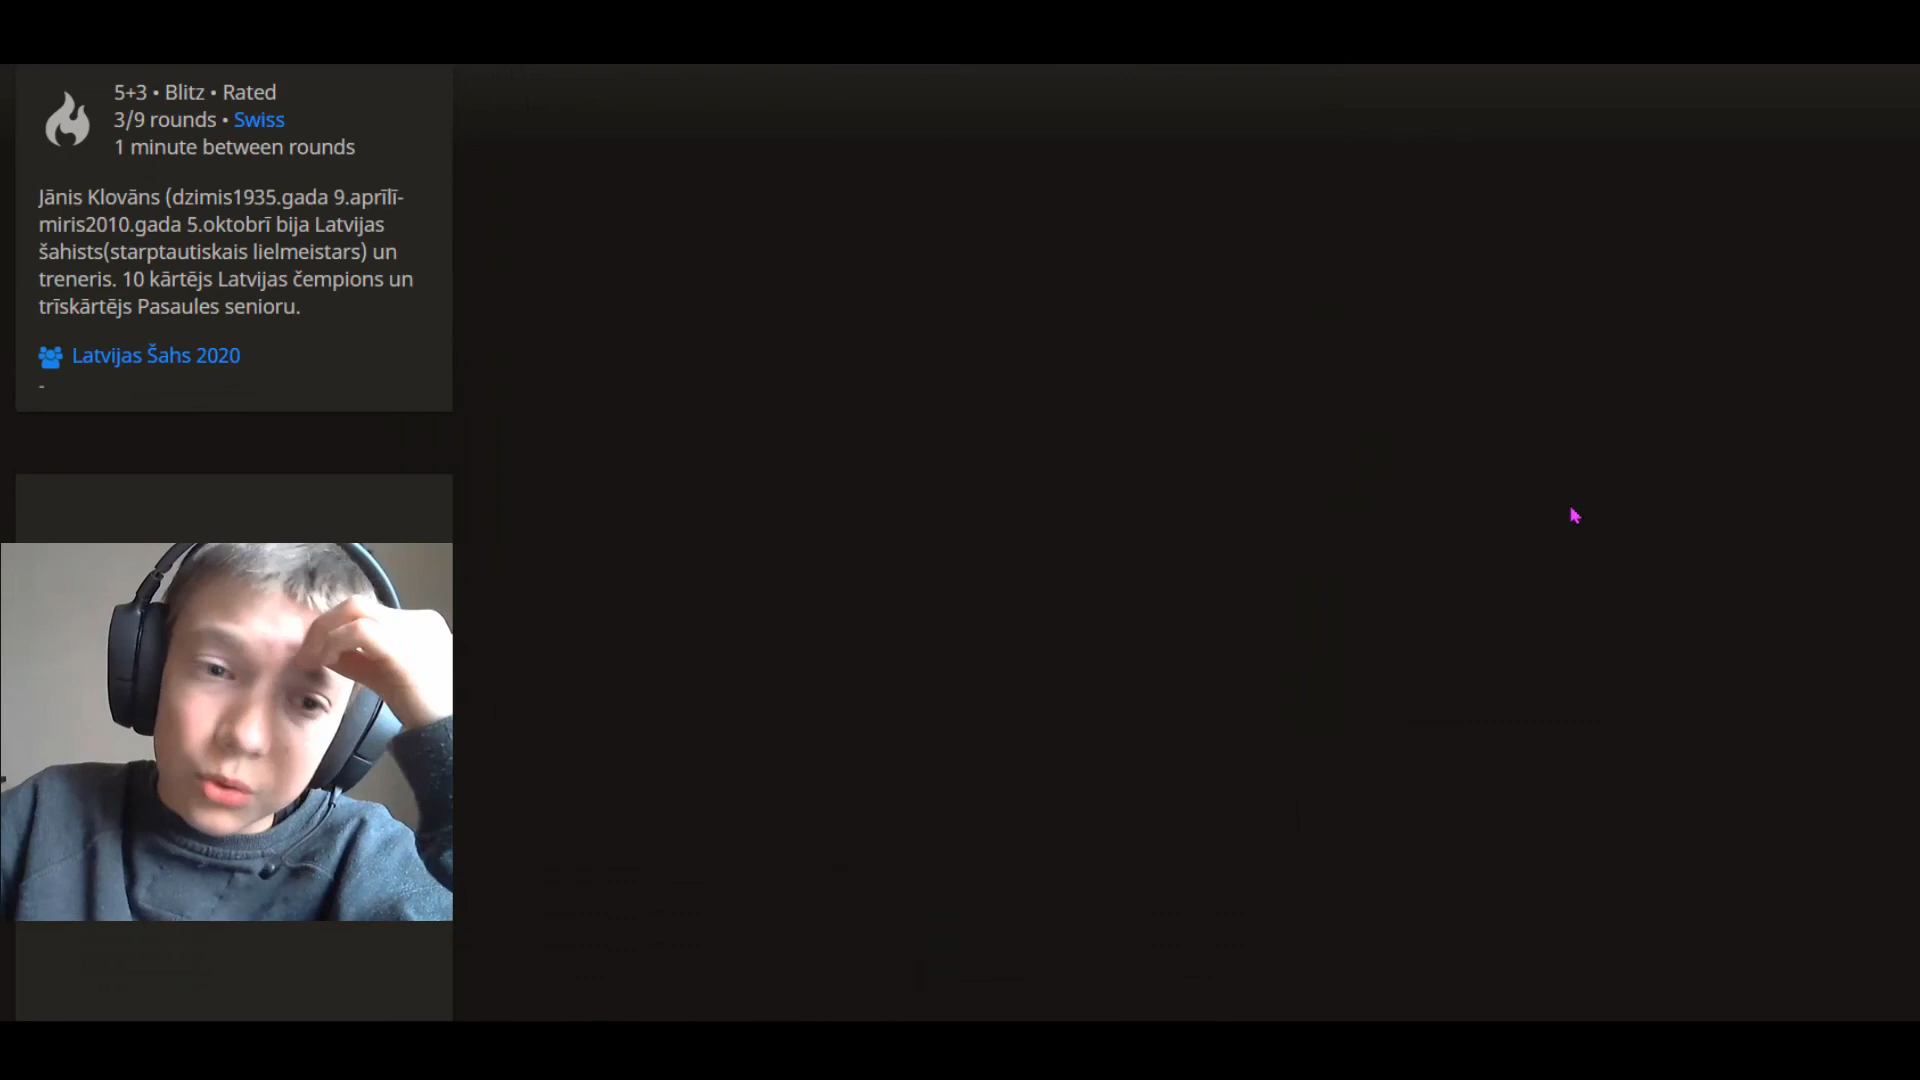 5+3 • Blitz • Rated
3/9 rounds • Swiss
1 minute between rounds
Jānis Klovāns (dzimis1935.gada 9.aprīlī-
miris2010.gada 5.oktobrī bija Latvijas
šahists(starptautiskais lielmeistars) un
treneris. 10 kārtējs Latvijas čempions un
trīskārtējs Pasaules senioru.
Latvijas Šahs 2020
-